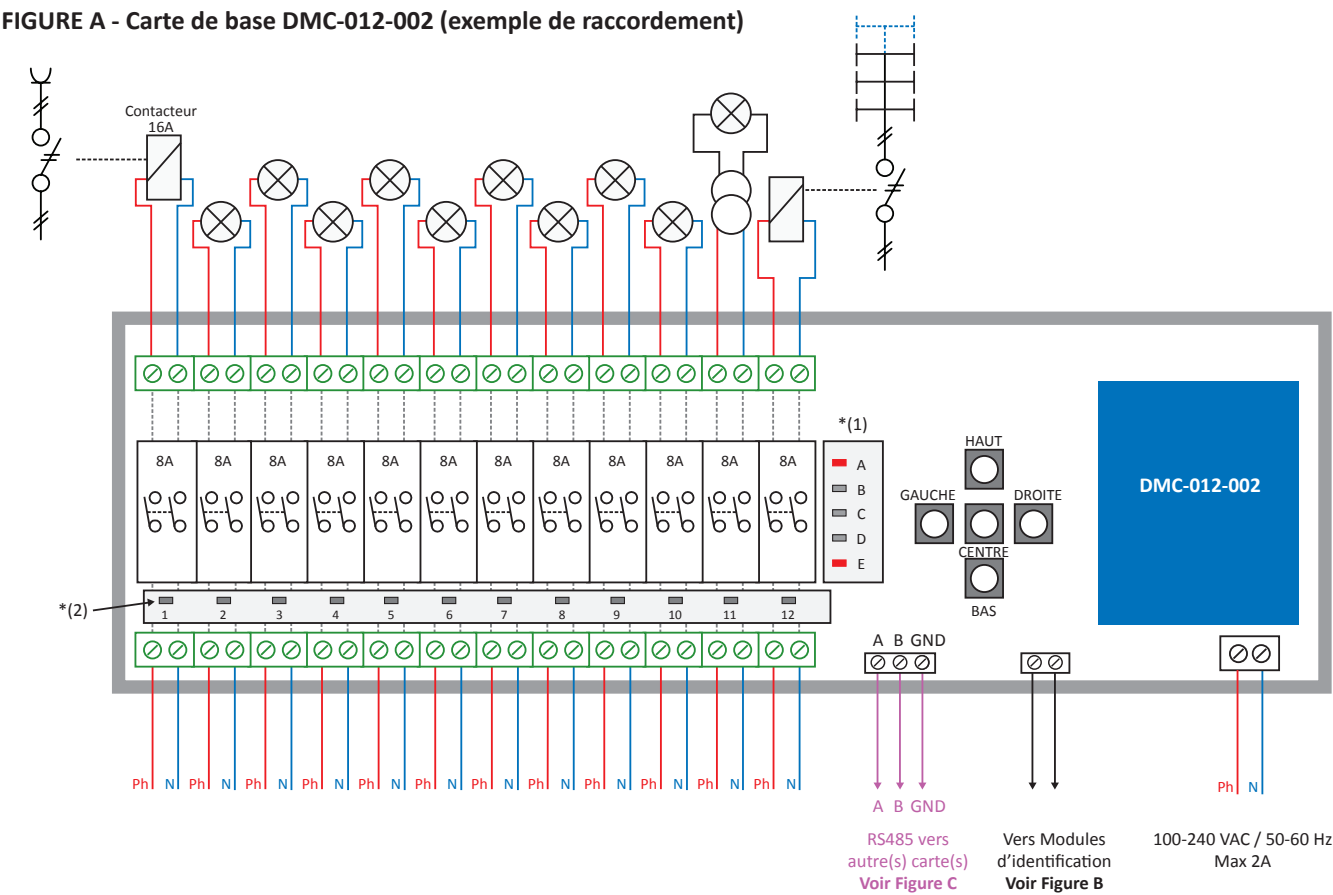 FIGURE A - Carte de base DMC-012-002 (exemple de raccordement)
Contacteur
16A
8A 8A 8A 8A 8A 8A 8A 8A 8A 8A 8A 8A
*(1)
A
B
C
D
E
HAUT
GAUCHE
DROITE
CENTRE
BAS
DMC-012-002
*(2)
1 2 3 4 5 6 7 8 9 10 11 12
A B GND
Ph N Ph N Ph N Ph N Ph N Ph N Ph N Ph N Ph N Ph N Ph N Ph N
A B GND
Ph N
RS485 vers
autre(s) carte(s)
Voir Figure C
Vers Modules
d'identification
Voir Figure B
100-240 VAC / 50-60 Hz
Max 2A